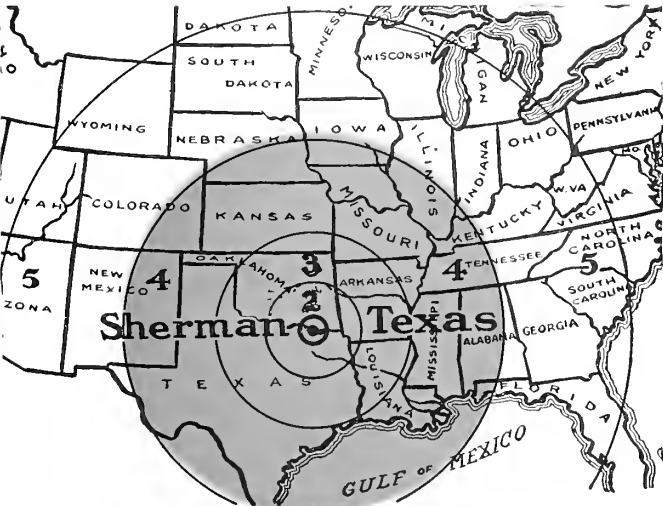 DAKOTA
MINNESO
MICHIGAN
SOUTH
DAKOTA
WISCONSIN
NEW YORK
WYOMING
NEBRASKA
IOWA
ILLINOIS
INDIANA
OHIO
PENNSYLVANIA
UTAH
COLORADO
KANSAS
MISSOURI
KENTUCKY
W.VA
VIRGINIA
MD.
5
ZONA
NEW
MEXICO
4
OKLAHOMA
3
2
ARKANSAS
4
TENNESSEE
NORTH
CAROLINA
5
SOUTH
CAROLINA
Sherman Texas
MISSISSIPPI
ALABAMA
GEORGIA
TEXAS
LOUISIANA
FLORIDA
GULF OF MEXICO